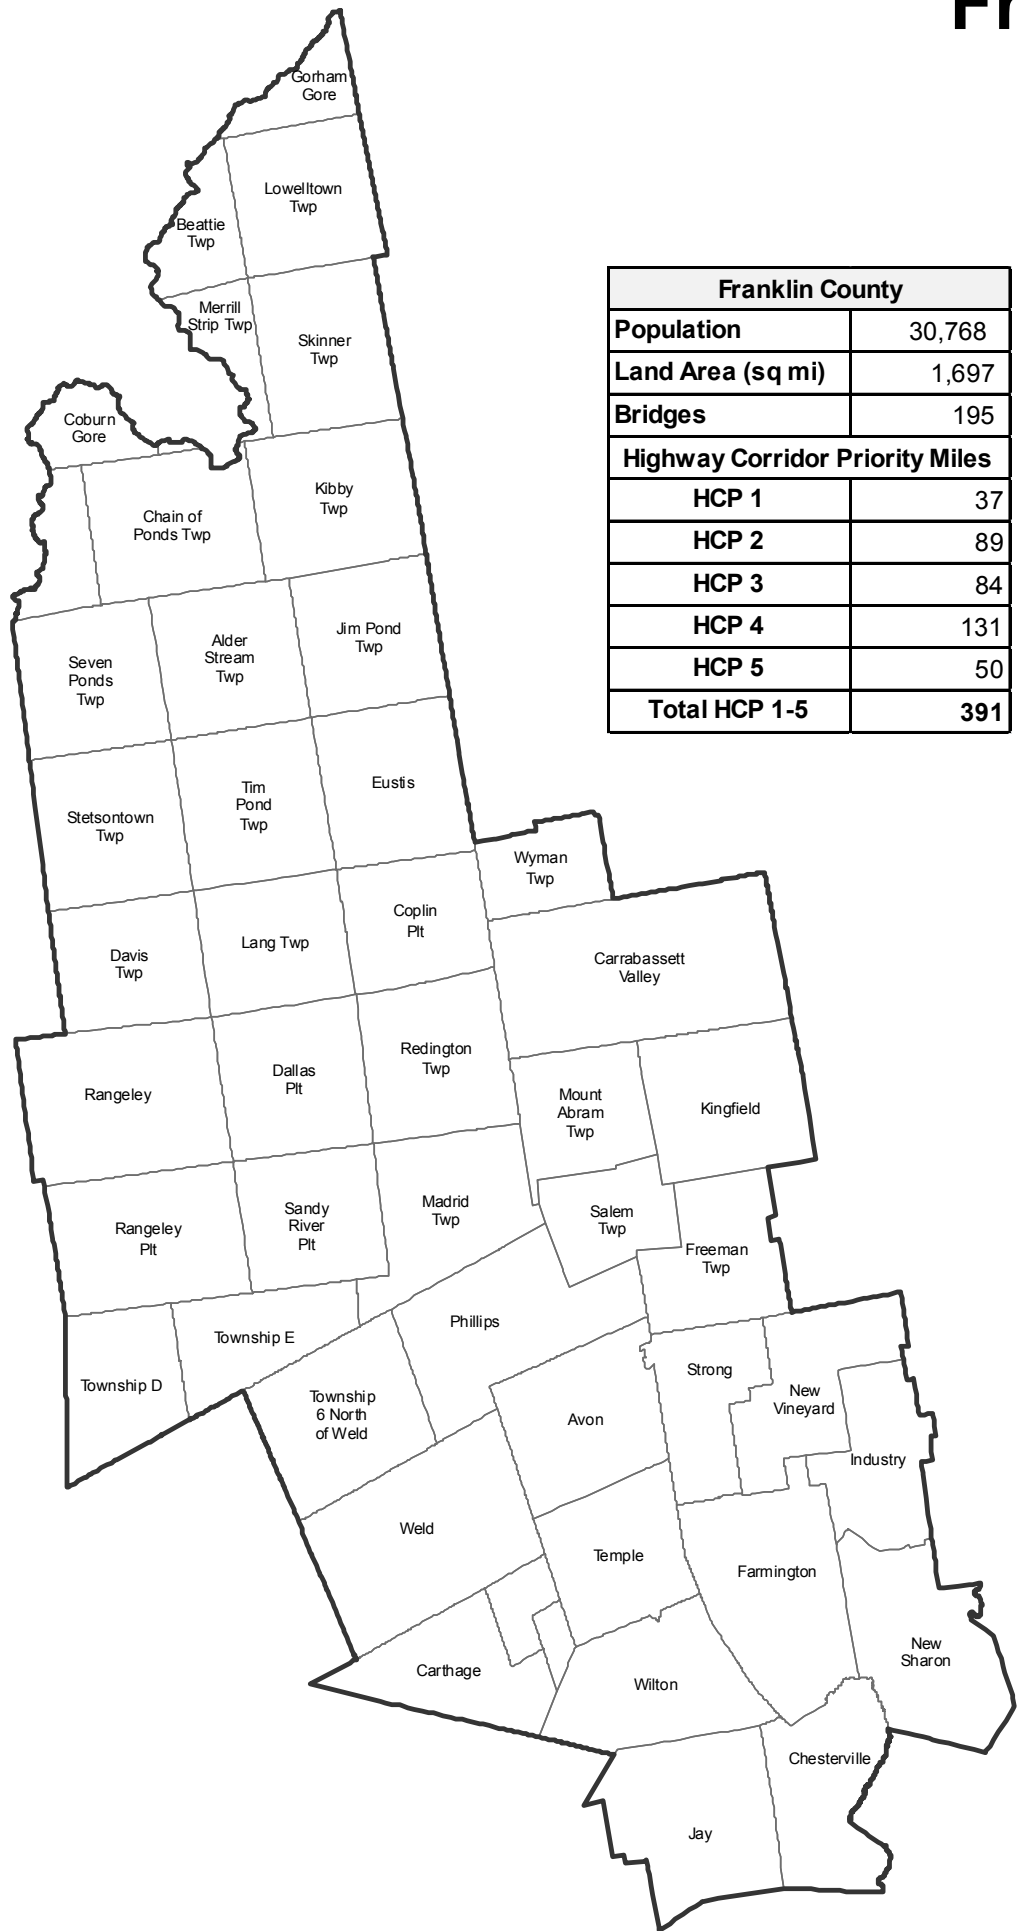 Fr
Gorham
Gore
Lowelltown
Twp
Beattie
Twp
Merrill
Strip Twp
Skinner
Twp
Coburn
Gore
Kibby
Twp
Chain of
Ponds Twp
Franklin County
Population 30,768
Land Area (sq mi) 1,697
Bridges 195
Highway Corridor Priority Miles
HCP 1 37
HCP 2 89
HCP 3 84
HCP 4 131
HCP 5 50
Total HCP 1-5 391
Seven
Ponds
Twp
Alder
Stream
Twp
Jim Pond
Twp
Stetsontown
Twp
Tim
Pond
Twp
Eustis
Wyman
Twp
Davis
Twp
Lang Twp
Coplin
Plt
Carrabassett
Valley
Rangeley
Dallas
Plt
Redington
Twp
Mount
Abram
Twp
Kingfield
Rangeley
Plt
Sandy
River
Plt
Madrid
Twp
Salem
Twp
Freeman
Twp
Township D
Township E
Phillips
Township
6 North
of Weld
Avon
Strong
New
Vineyard
Industry
Weld
Temple
Farmington
New
Sharon
Carthage
Wilton
Chesterville
Jay